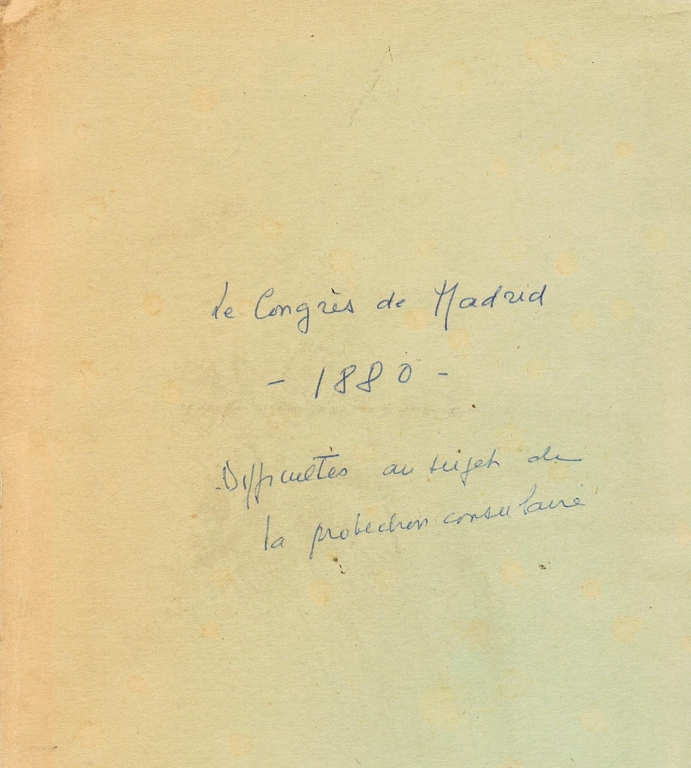 Le Congrès de Madrid
- 1880 -
Difficultés au sujet de
la protection consulaire